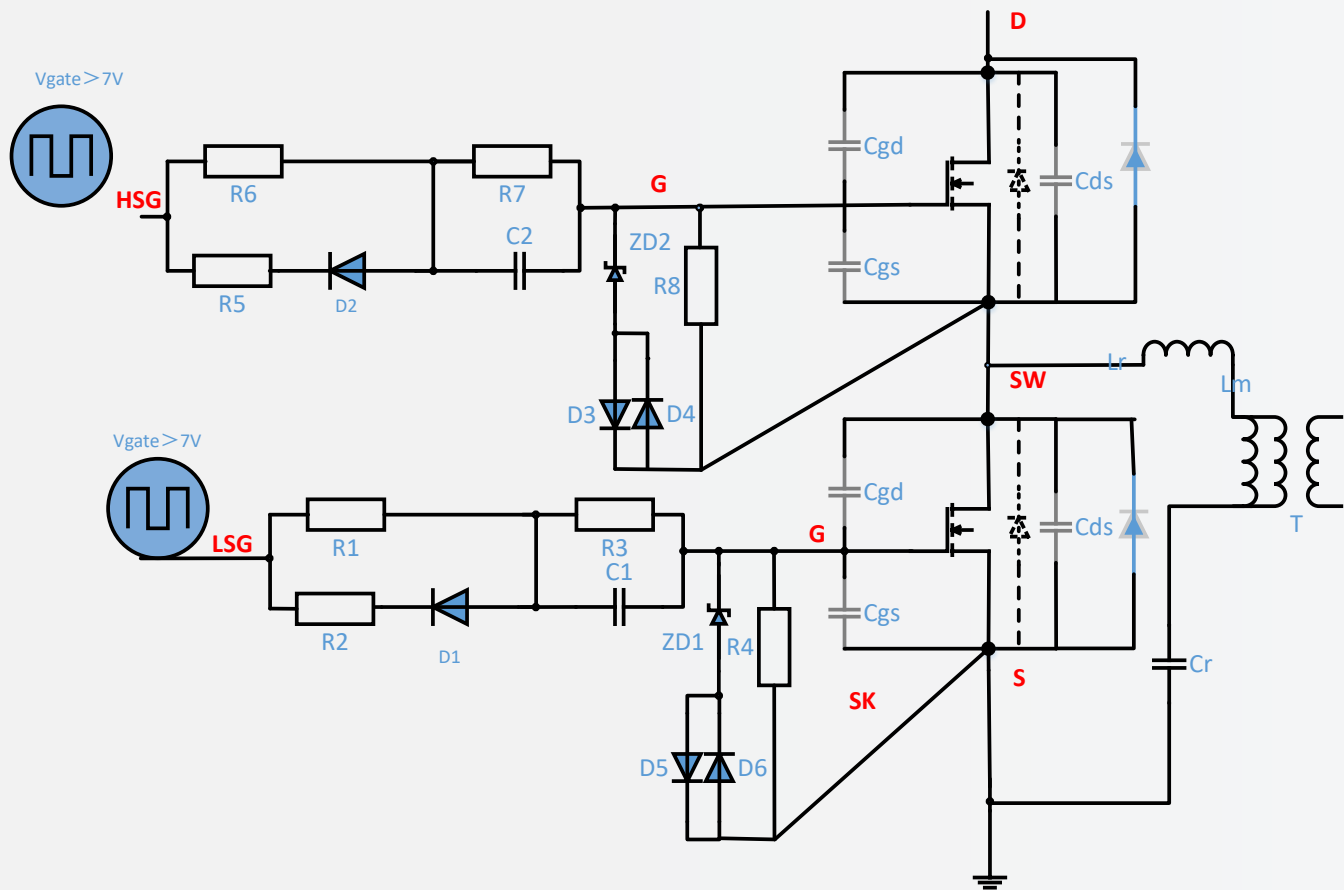 D
Vgate＞7V
Cgd
R6
R7
Cds
G
HSG
C2
ZD2
Cgs
R8
R5
D2
Lr
SW
Lm
D3
D4
Vgate＞7V
Cgd
T
Cds
LSG
G
R1
R3
C1
Cgs
R2
ZD1
R4
D1
Cr
S
SK
D5
D6